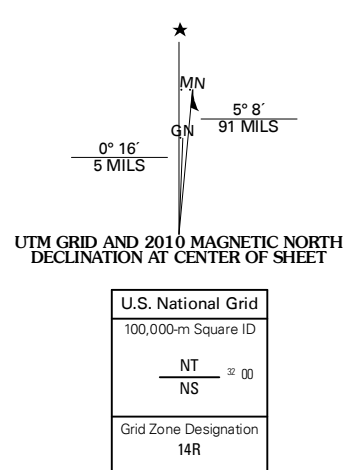 MN
5° 8´
GN
91 MILS
0° 16´
5 MILS
UTM GRID AND 2010 MAGNETIC NORTH
DECLINATION AT CENTER OF SHEET
U.S. National Grid
100,000-m Square ID
NT
32 00
NS
Grid Zone Designation
14R